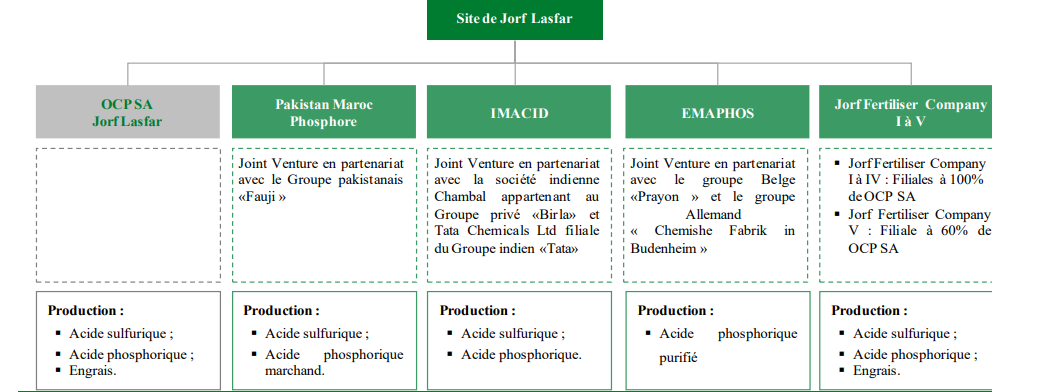 Site de Jorf Lasfar
OCP SA
Jorf Lasfar
Pakistan Maroc
Phosphore
IMACID
EMAPHOS
Jorf Fertiliser Company
I à V
Joint Venture en partenariat
avec le Groupe pakistanais
«Fauji »
Joint Venture en partenariat
avec la société indienne
Chambal appartenant au
Groupe privé «Birla» et
Tata Chemicals Ltd filiale
du Groupe indien «Tata»
Joint Venture en partenariat
avec le groupe Belge
«Prayon » et le groupe
Allemand
« Chemishe Fabrik in
Budenheim »
▪ Jorf Fertiliser Company
I à IV : Filiales à 100%
de OCP SA
▪ Jorf Fertiliser Company
V : Filiale à 60% de
OCP SA
Production :
▪ Acide sulfurique ;
▪ Acide phosphorique ;
▪ Engrais.
Production :
▪ Acide sulfurique ;
▪ Acide phosphorique
marchand.
Production :
▪ Acide sulfurique ;
▪ Acide phosphorique.
Production :
▪ Acide phosphorique
purifié
Production :
▪ Acide sulfurique ;
▪ Acide phosphorique ;
▪ Engrais.